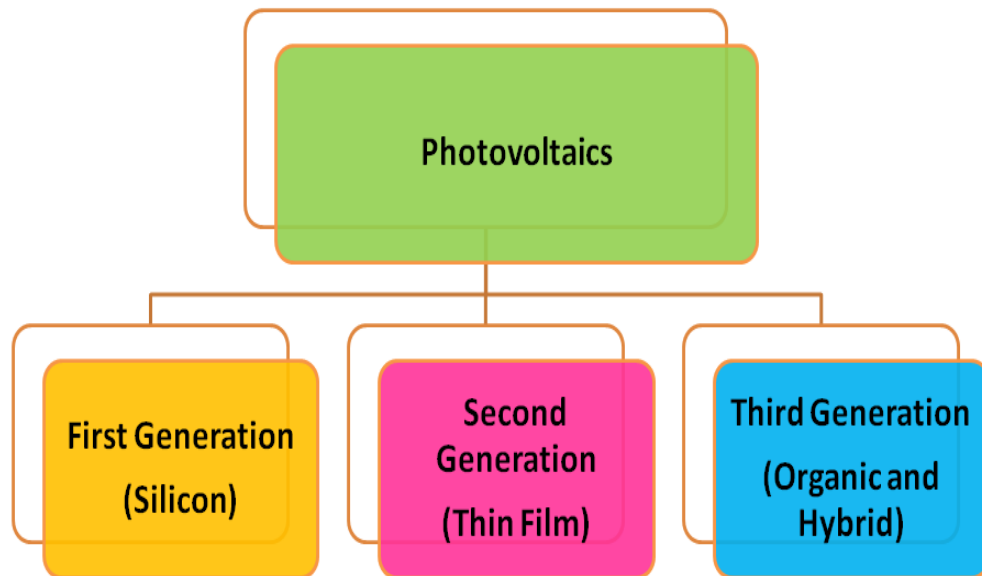 Photovoltaics
First Generation
(Silicon)
Second
Generation
(Thin Film)
Third Generation
(Organic and
Hybrid)